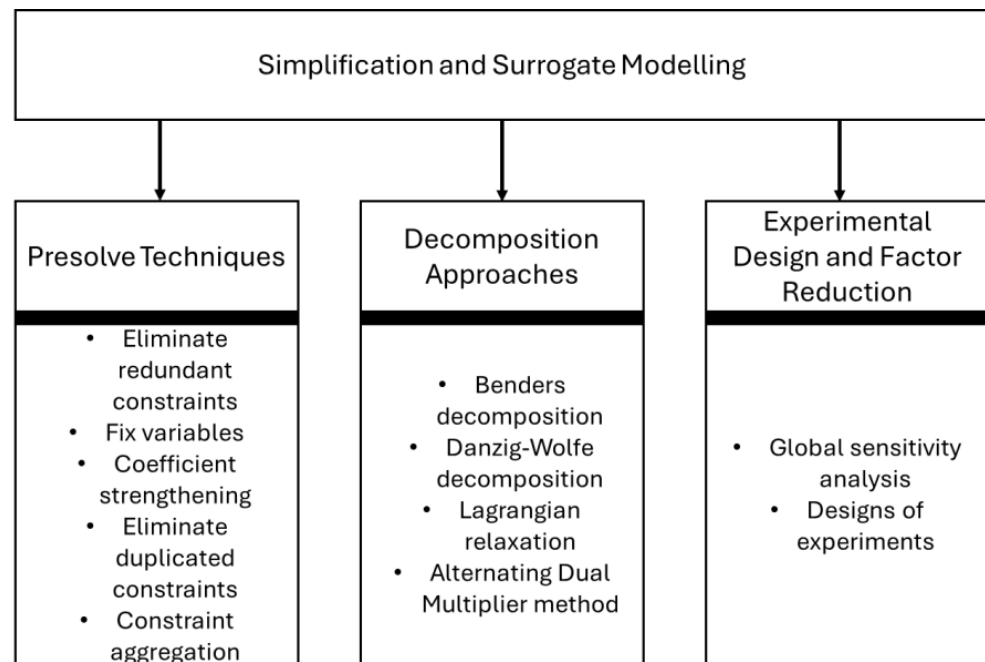 Simplification and Surrogate Modelling
Presolve Techniques
• Eliminate
redundant
constraints
• Fix variables
• Coefficient
strengthening
• Eliminate
duplicated
constraints
• Constraint
aggregation
Decomposition
Approaches
• Benders
decomposition
• Danzig-Wolfe
decomposition
• Lagrangian
relaxation
• Alternating Dual
Multiplier method
Experimental
Design and Factor
Reduction
• Global sensitivity
analysis
• Designs of
experiments